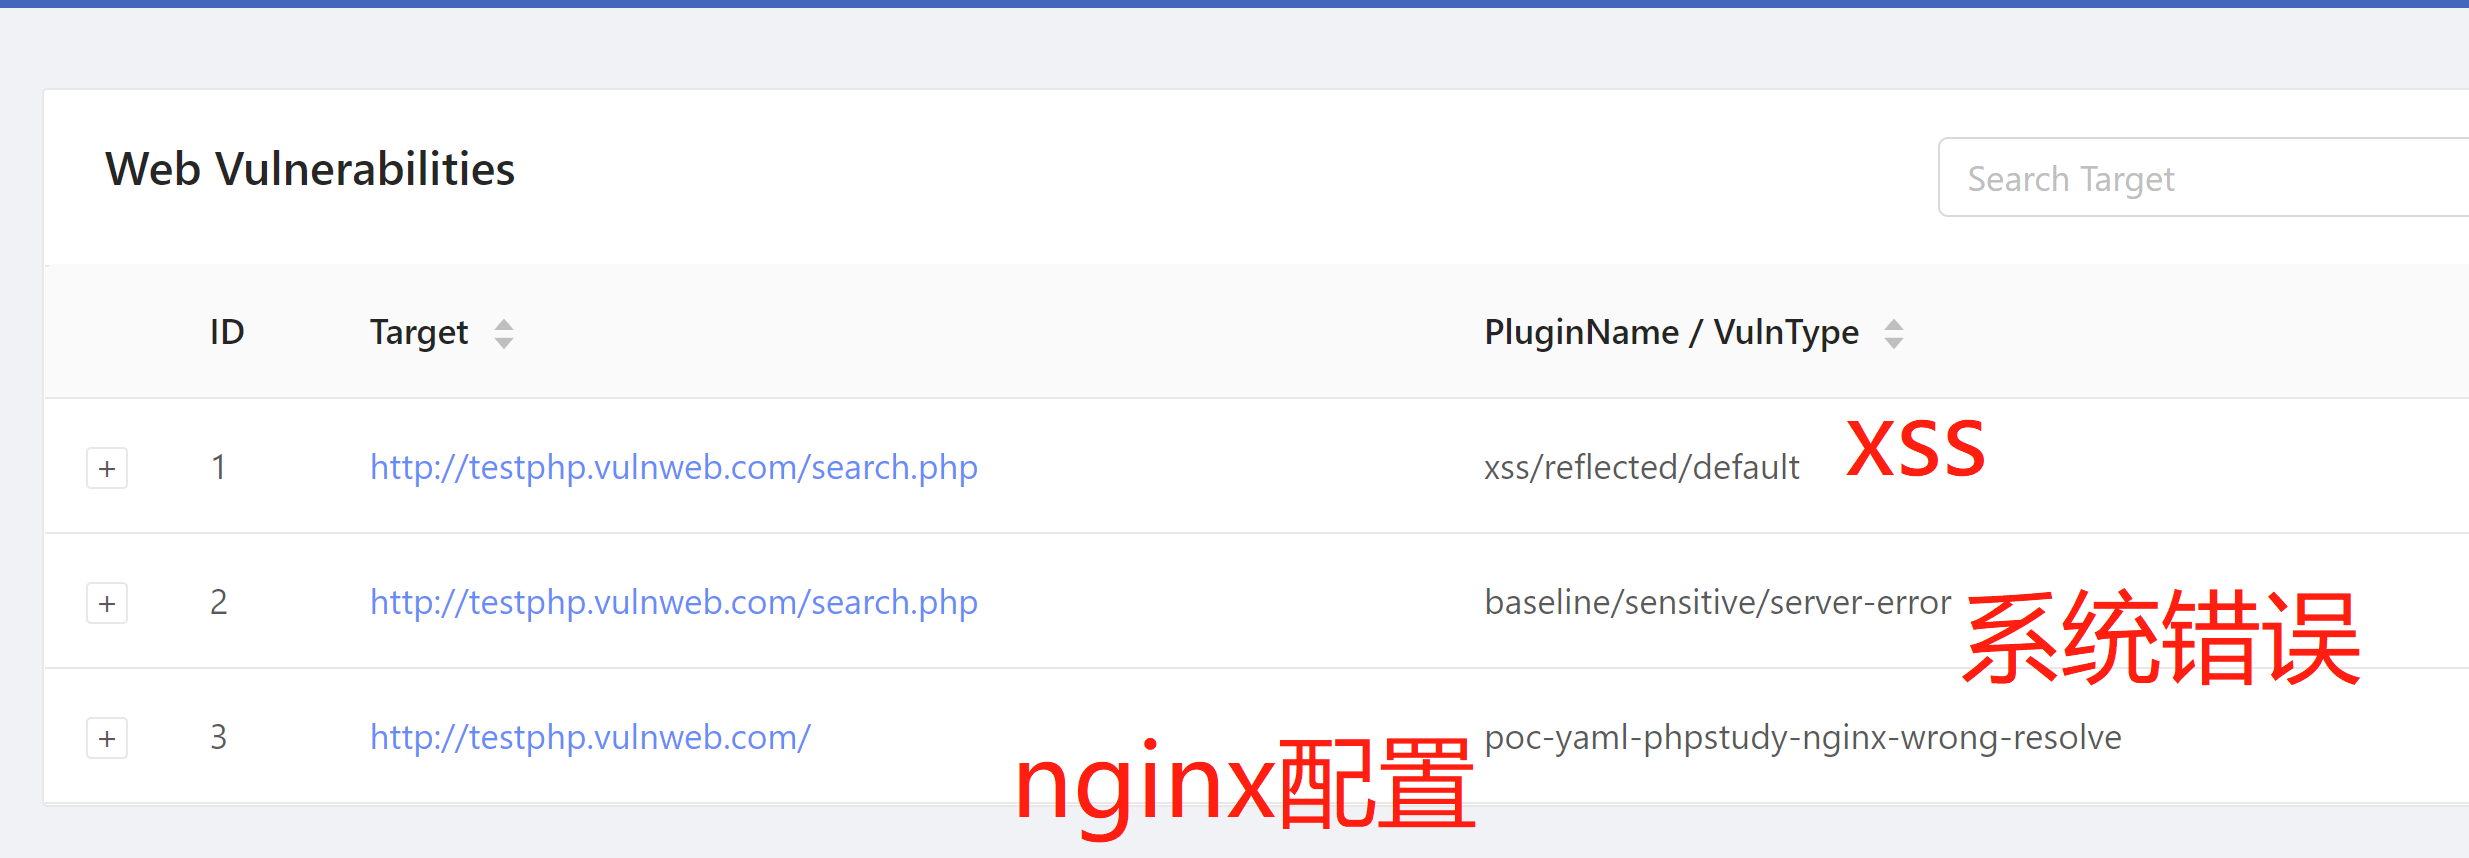 Web Vulnerabilities
Search Target
ID Target PluginName / VulnType
+ 1 http://testphp.vulnweb.com/search.php xss/reflected/default xss
+ 2 http://testphp.vulnweb.com/search.php baseline/sensitive/server-error 系统错误
+ 3 http://testphp.vulnweb.com/ nginx配置 poc-yaml-phpstudy-nginx-wrong-resolve